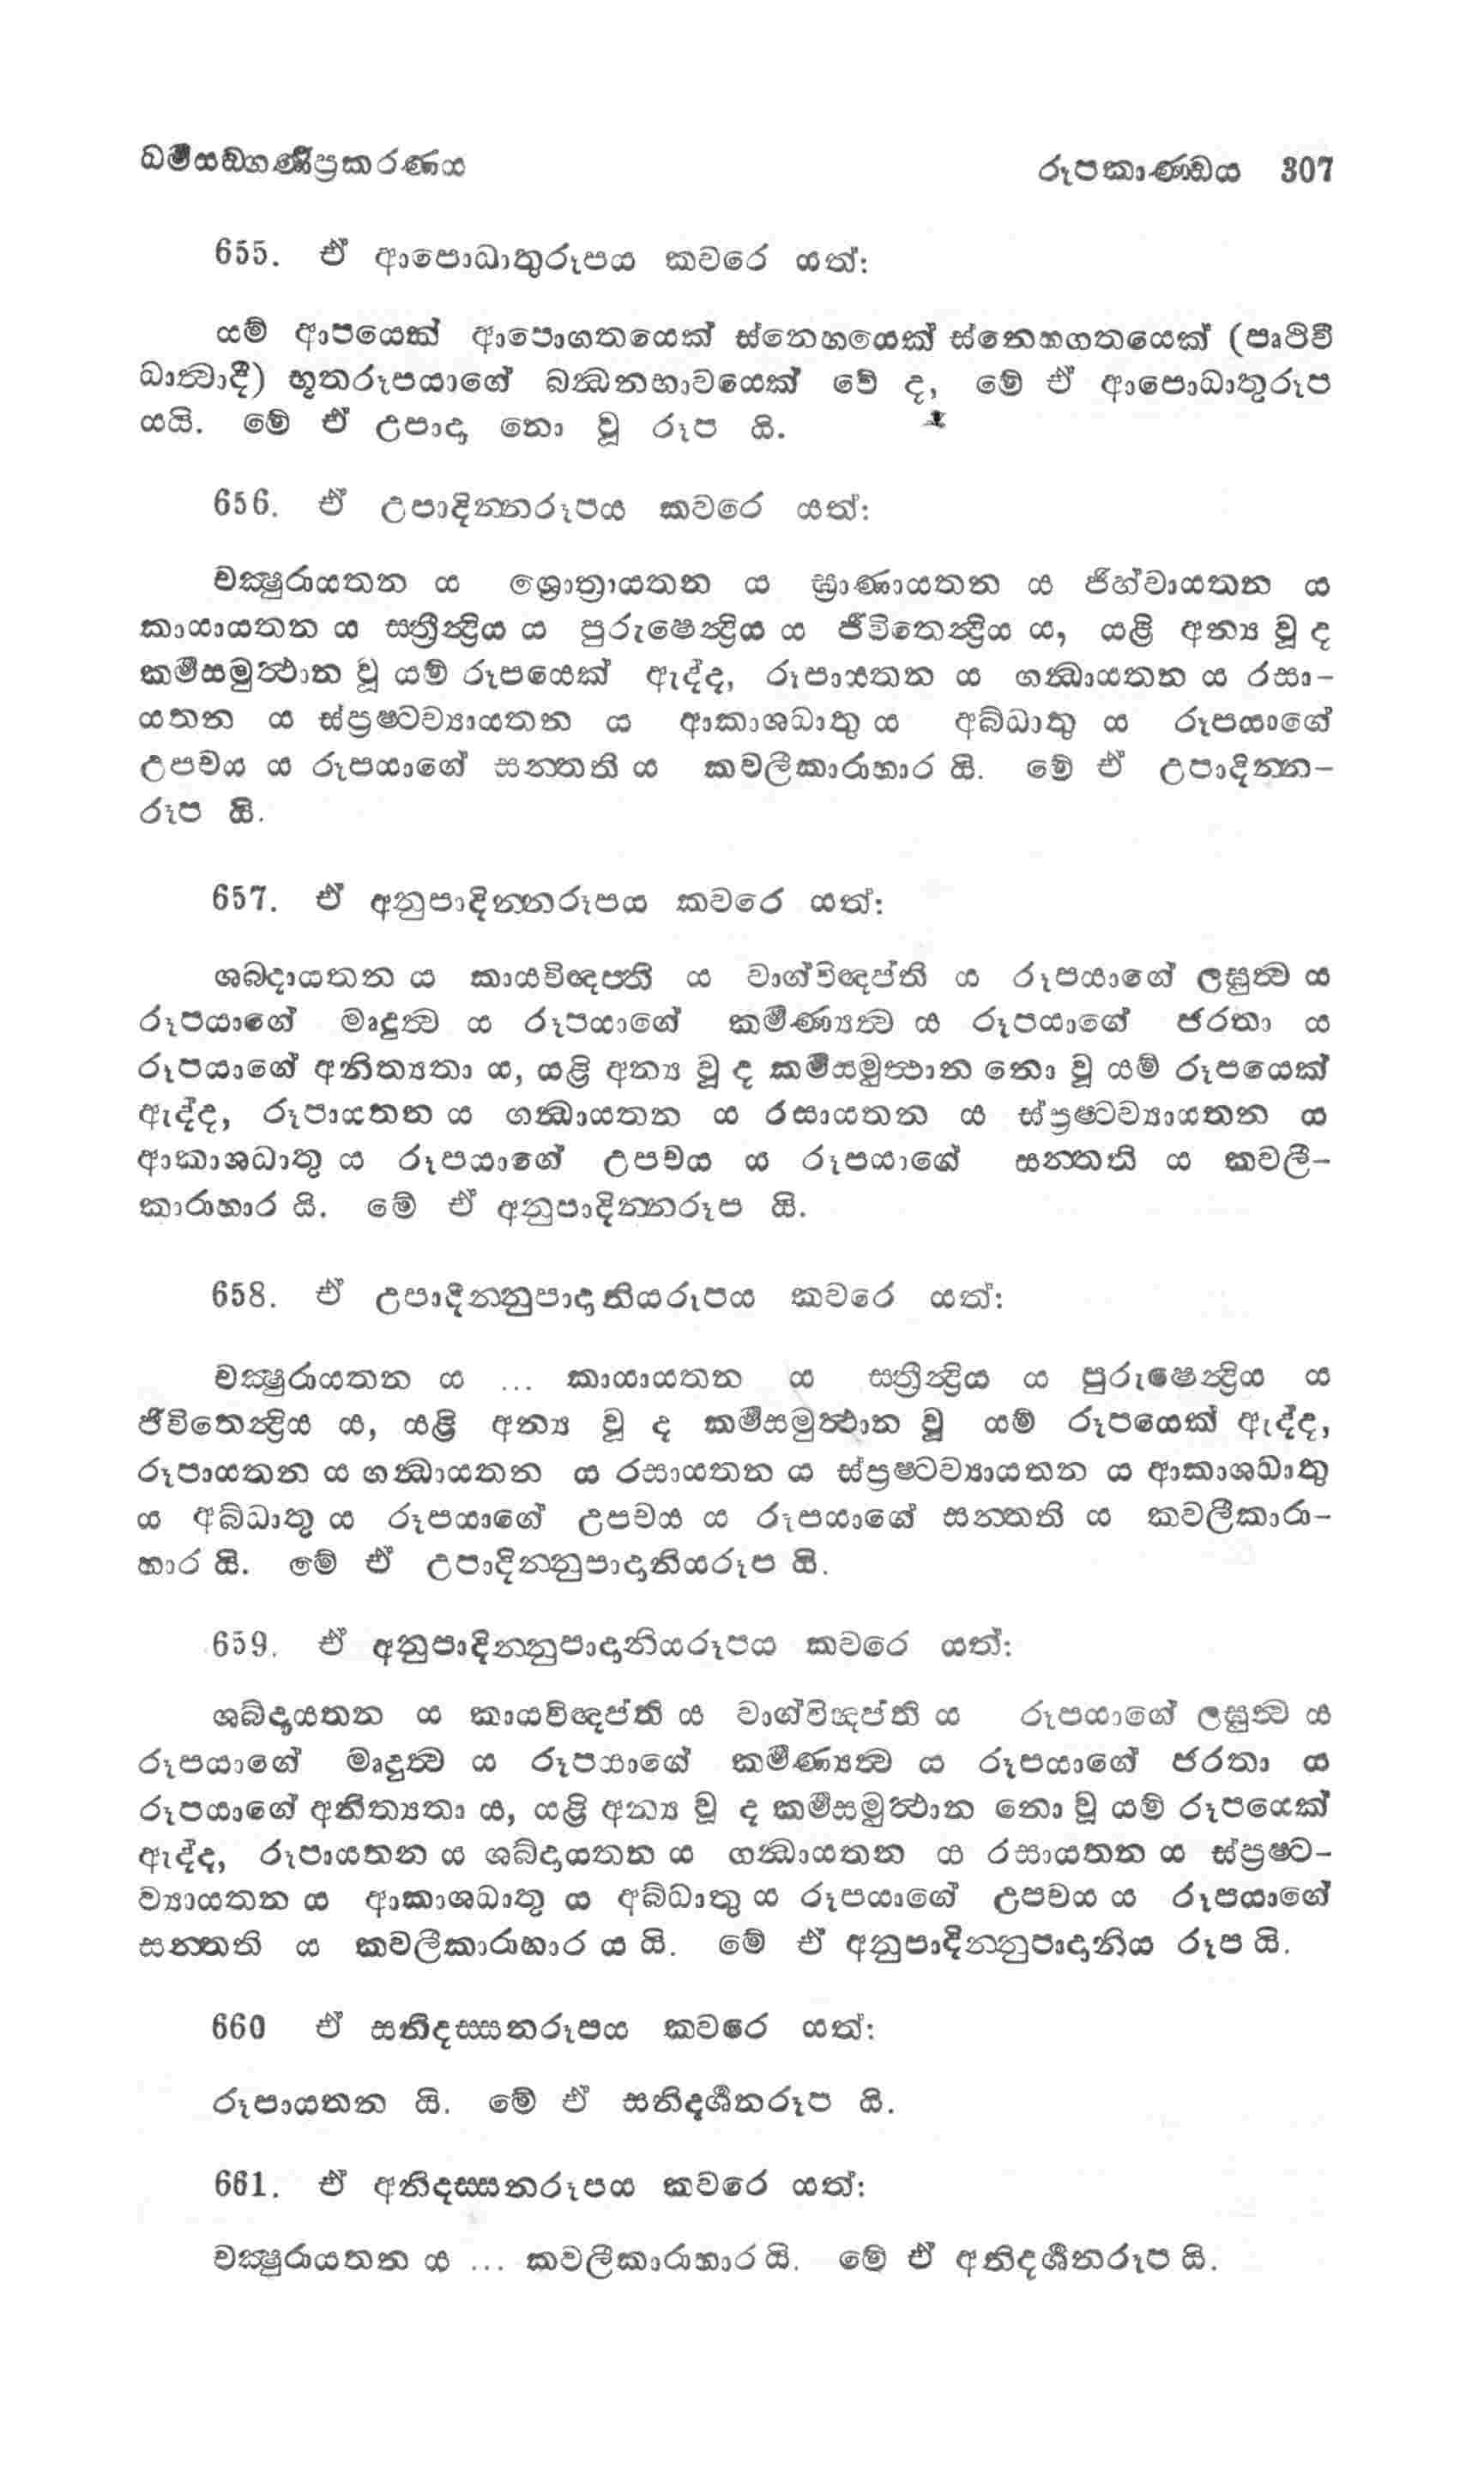 ධර්මසඞ්ගණීප්‍රකරණය රූපකාණ්ඩය 307
655. ඒ ආපොධාතුරූපය කවරෙ යත්:
යම් ආපයෙක් ආපොගතයෙක් ස්නෙහයෙක් ස්නෙහගතයෙක් (පෘථිවී
ධාත්‍වාදී) භූතරූපයාගේ බන්‍ධනභාවයෙක් වේ ද, මේ ඒ ආපොධාතුරූප
යයි. මේ ඒ උපාදා නො වූ රූප යි.
656. ඒ උපාදින්නරූපය කවරෙ යත්:
චක්‍ෂුරායතන ය ශ්‍රොත්‍රායතන ය ඝ්‍රාණායතන ය ජිහ්වායතන ය
කායායතන ය ස්ත්‍රීන්‍ද්‍රිය ය පුරුෂෙන්‍ද්‍රිය ය ජීවිතෙන්‍ද්‍රිය ය, යළි අන්‍ය වූ ද
කර්මසමුත්‍ථාන වූ යම් රූපයෙක් ඇද්ද, රූපායතන ය ගන්‍ධායතන ය රසා-
යතන ය ස්ප්‍රෂ්ටව්‍යායතන ය ආකාශධාතු ය අබ්ධාතු ය රූපයාගේ
උපචය ය රූපයාගේ සන්තති ය කවලීකාරාහාර යි. මේ ඒ උපාදින්න-
රූප යි.
657. ඒ අනුපාදින්නරූපය කවරෙ යත්:
ශබ්දායතන ය කායවිඥප්ති ය වාග්විඥප්ති ය රූපයාගේ ලඝුත්‍ව ය
රූපයාගේ මෘදුත්‍ව ය රූපයාගේ කර්මණ්‍යත්‍ව ය රූපයාගේ ජරතා ය
රූපයාගේ අනිත්‍යතා ය, යළි අන්‍ය වූ ද කර්මසමුත්‍ථාන නො වූ යම් රූපයෙක්
ඇද්ද, රූපායතන ය ගන්‍ධායතන ය රසායතන ය ස්ප්‍රෂ්ටව්‍යායතන ය
ආකාශධාතු ය රූපයාගේ උපචය ය රූපයාගේ සන්තති ය කවලී-
කාරාහාර යි. මේ ඒ අනුපාදින්නරූප යි.
658. ඒ උපාදින්නුපාදානියරූපය කවරෙ යත්:
චක්‍ෂුරායතන ය ... කායායතන ය ස්ත්‍රීන්‍ද්‍රිය ය පුරුෂෙන්‍ද්‍රිය ය
ජීවිතෙන්‍ද්‍රිය ය, යළි අන්‍ය වූ ද කර්මසමුත්‍ථාන වූ යම් රූපයෙක් ඇද්ද,
රූපායතන ය ගන්‍ධායතන ය රසායතන ය ස්ප්‍රෂ්ටව්‍යායතන ය ආකාශධාතු
ය අබ්ධාතු ය රූපයාගේ උපචය ය රූපයාගේ සන්තති ය කවලීකාරා-
හාර යි. මේ ඒ උපාදින්නුපාදානියරූප යි.
659. ඒ අනුපාදින්නුපාදානියරූපය කවරෙ යත්:
ශබ්දායතන ය කායවිඥප්ති ය වාග්විඥප්ති ය රූපයාගේ ලඝුත්‍ව ය
රූපයාගේ මෘදුත්‍ව ය රූපයාගේ කර්මණ්‍යත්‍ව ය රූපයාගේ ජරතා ය
රූපයාගේ අනිත්‍යතා ය, යළි අන්‍ය වූ ද කර්මසමුත්‍ථාන නො වූ යම් රූපයෙක්
ඇද්ද, රූපායතන ය ශබ්දායතන ය ගන්‍ධායතන ය රසායතන ය ස්ප්‍රෂ්ට-
ව්‍යායතන ය ආකාශධාතු ය අබ්ධාතු ය රූපයාගේ උපචය ය රූපයාගේ
සන්තති ය කවලීකාරාහාර ය යි. මේ ඒ අනුපාදින්නුපාදානිය රූප යි.
660 ඒ සනිදස්සනරූපය කවරෙ යත්:
රූපායතන යි. මේ ඒ සනිදර්ශනරූප යි.
661. ඒ අනිදස්සනරූපය කවරෙ යත්:
චක්‍ෂුරායතන ය ... කවලීකාරාහාර යි. මේ ඒ අනිදර්ශනරූප යි.